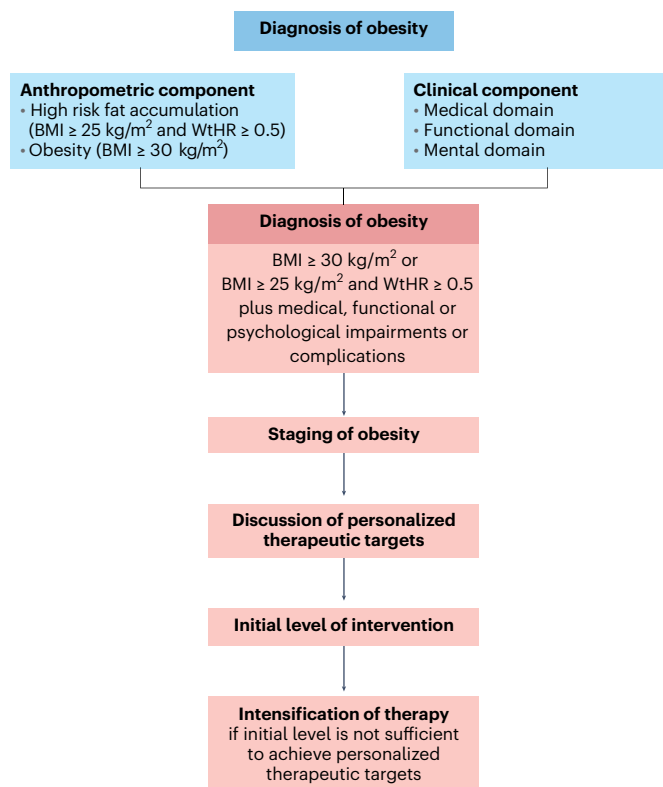 Diagnosis of obesity
Anthropometric component
• High risk fat accumulation
(BMI ≥ 25 kg/m² and WtHR ≥ 0.5)
• Obesity (BMI ≥ 30 kg/m²)
Clinical component
• Medical domain
• Functional domain
• Mental domain
Diagnosis of obesity
BMI ≥ 30 kg/m² or
BMI ≥ 25 kg/m² and WtHR ≥ 0.5
plus medical, functional or
psychological impairments or
complications
Staging of obesity
Discussion of personalized
therapeutic targets
Initial level of intervention
Intensification of therapy
if initial level is not sufficient
to achieve personalized
therapeutic targets